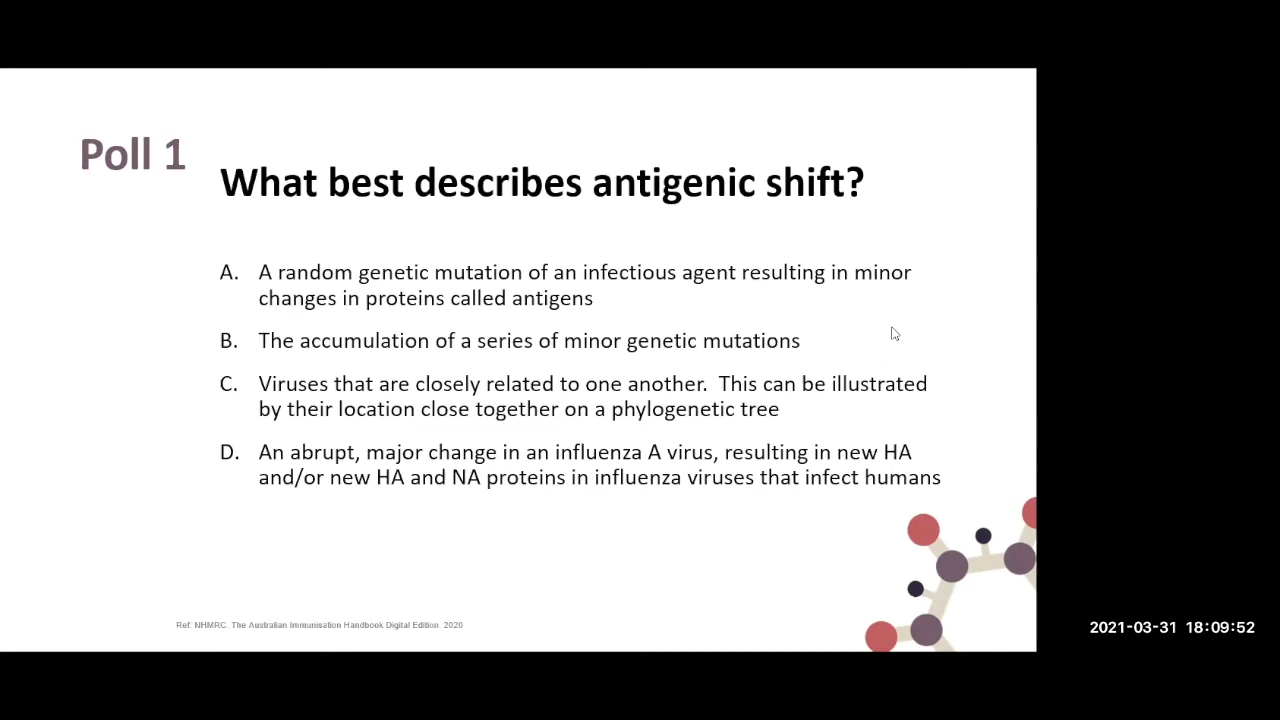 Poll 1
What best describes antigenic shift?
A. A random genetic mutation of an infectious agent resulting in minor
changes in proteins called antigens
B. The accumulation of a series of minor genetic mutations
C. Viruses that are closely related to one another. This can be illustrated
by their location close together on a phylogenetic tree
D. An abrupt, major change in an influenza A virus, resulting in new HA
and/or new HA and NA proteins in influenza viruses that infect humans
Ref: NHMRC. The Australian Immunisation Handbook Digital Edition. 2020
2021-03-31 18:09:52